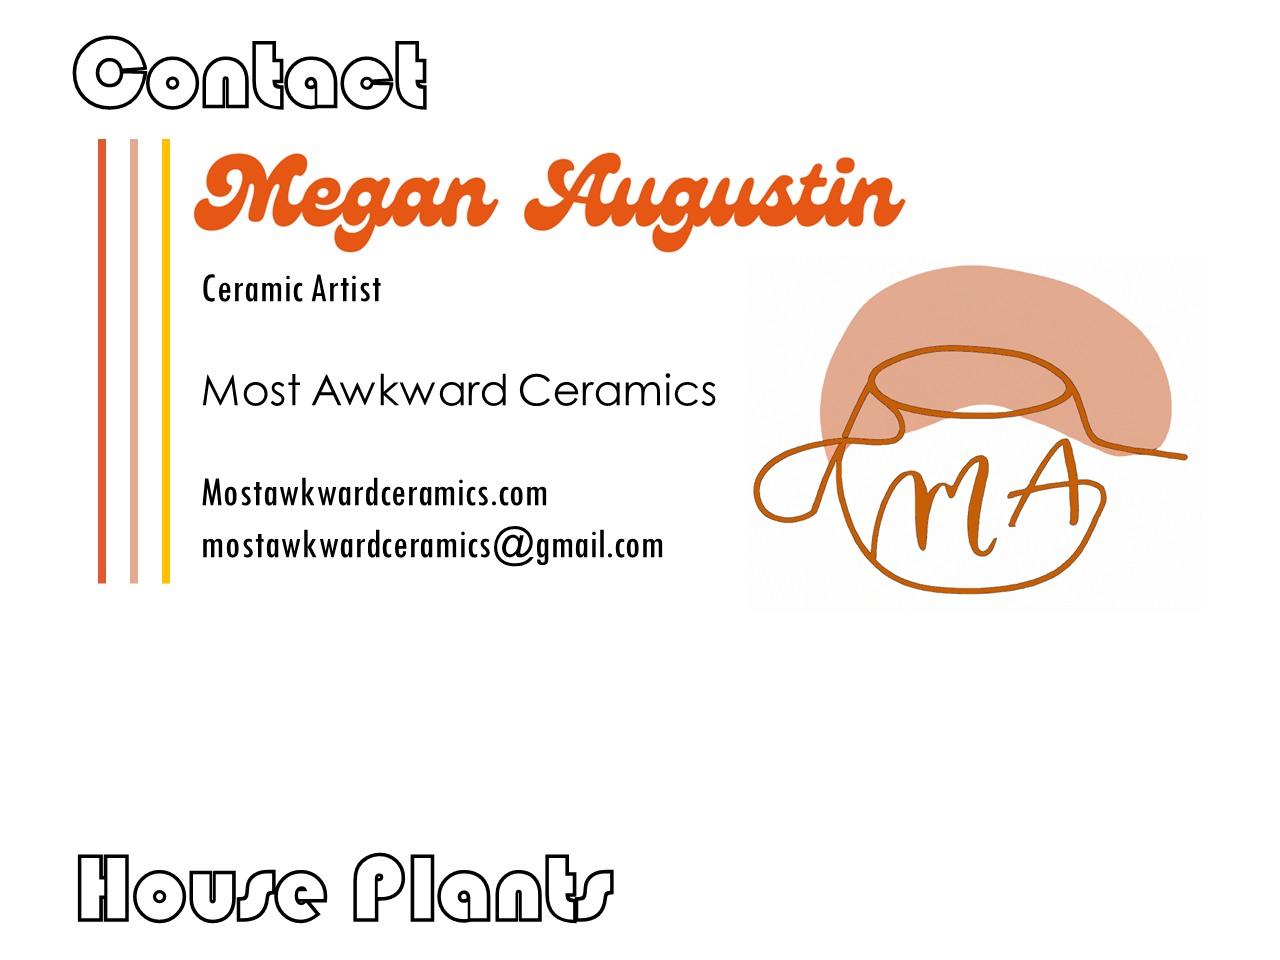 Contact
Megan Augustin
Ceramic Artist
Most Awkward Ceramics
Mostawkwardceramics.com
mostawkwardceramics@gmail.com
MA
House Plants